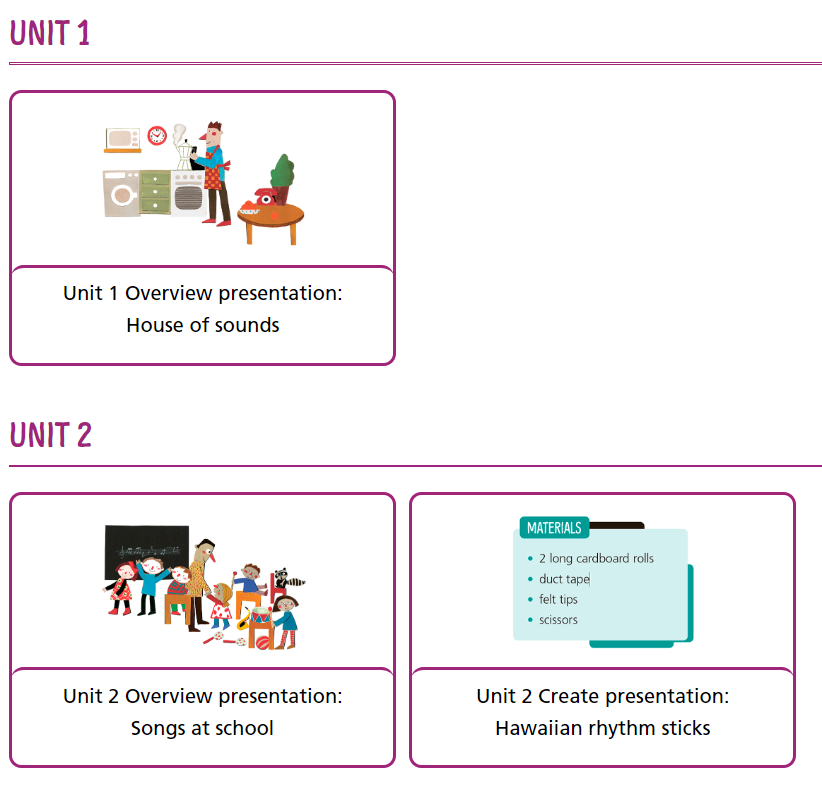 UNIT 1
Unit 1 Overview presentation:
House of sounds
UNIT 2
MATERIALS
• 2 long cardboard rolls
• duct tape
• felt tips
• scissors
Unit 2 Overview presentation:
Songs at school
Unit 2 Create presentation:
Hawaiian rhythm sticks